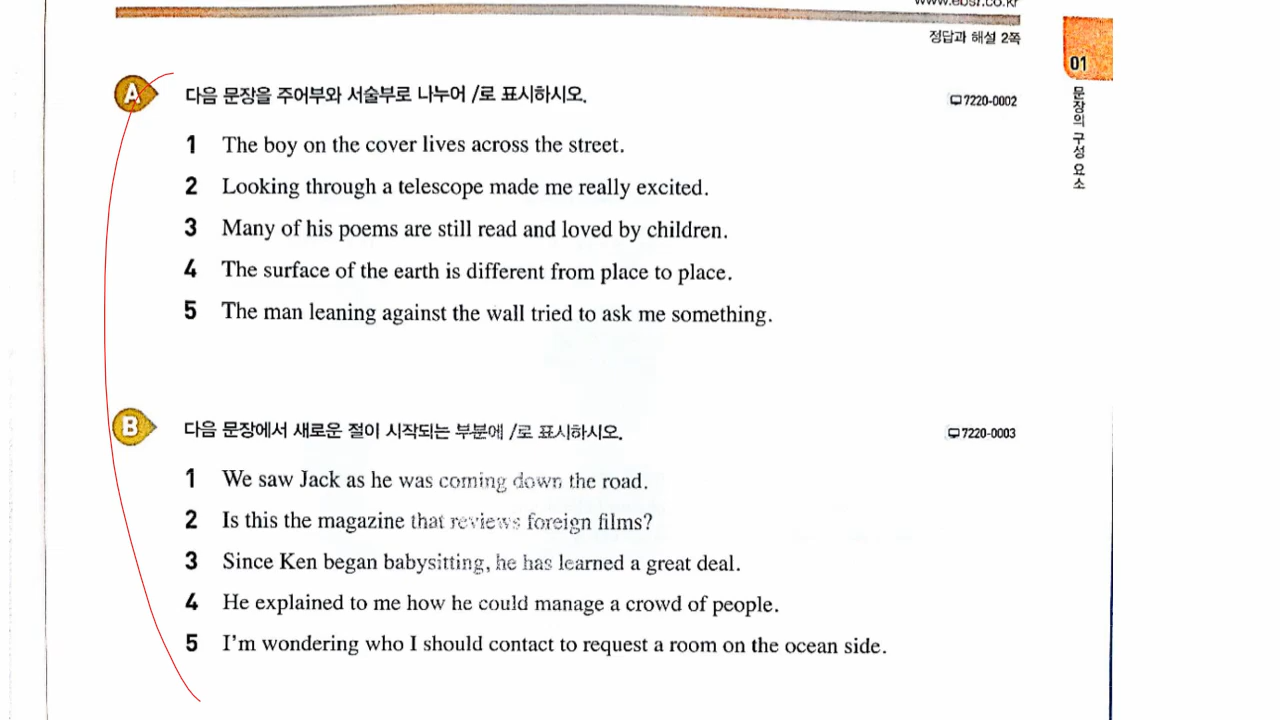 www.ebsi.co.kr
정답과 해설 2쪽
01
문장의 구성 요소
A 다음 문장을 주어부와 서술부로 나누어 /로 표시하시오. 7220-0002
1 The boy on the cover lives across the street.
2 Looking through a telescope made me really excited.
3 Many of his poems are still read and loved by children.
4 The surface of the earth is different from place to place.
5 The man leaning against the wall tried to ask me something.
B 다음 문장에서 새로운 절이 시작되는 부분에 /로 표시하시오. 7220-0003
1 We saw Jack as he was coming down the road.
2 Is this the magazine that reviews foreign films?
3 Since Ken began babysitting, he has learned a great deal.
4 He explained to me how he could manage a crowd of people.
5 I'm wondering who I should contact to request a room on the ocean side.